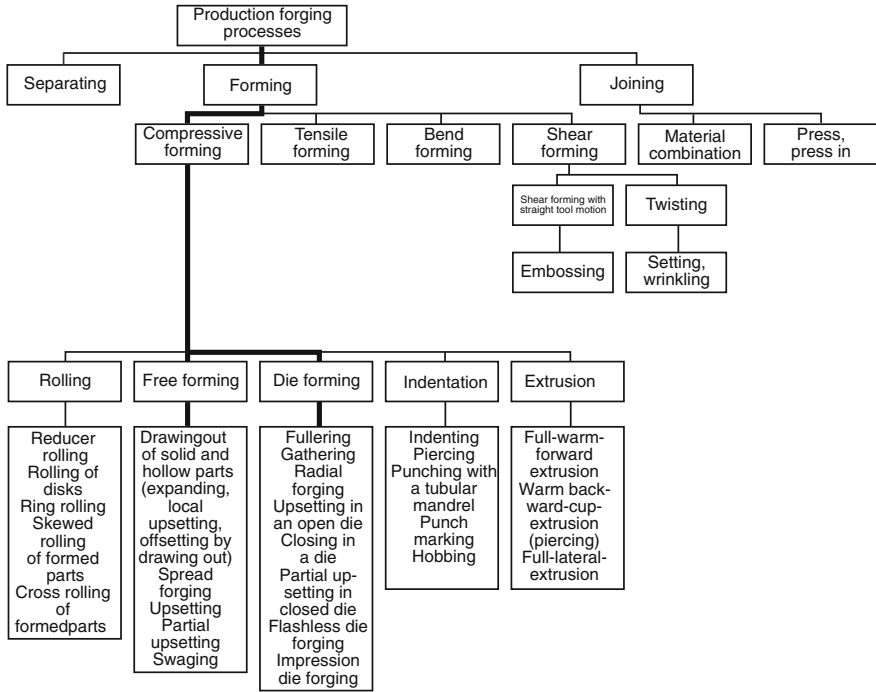 Production forging
processes
Separating
Forming
Joining
Compressive
forming
Tensile
forming
Bend
forming
Shear
forming
Material
combination
Press,
press in
Shear forming with
straight tool motion
Twisting
Embossing
Setting,
wrinkling
Rolling
Free forming
Die forming
Indentation
Extrusion
Reducer
rolling
Rolling of
disks
Ring rolling
Skewed
rolling
of formed
parts
Cross rolling
of
formedparts
Drawingout
of solid and
hollow parts
(expanding,
local
upsetting,
offsetting by
drawing out)
Spread
forging
Upsetting
Partial
upsetting
Swaging
Fullering
Gathering
Radial
forging
Upsetting in
an open die
Closing in
a die
Partial up-
setting in
closed die
Flashless die
forging
Impression
die forging
Indenting
Piercing
Punching with
a tubular
mandrel
Punch
marking
Hobbing
Full-warm-
forward
extrusion
Warm back-
ward-cup-
extrusion
(piercing)
Full-lateral-
extrusion